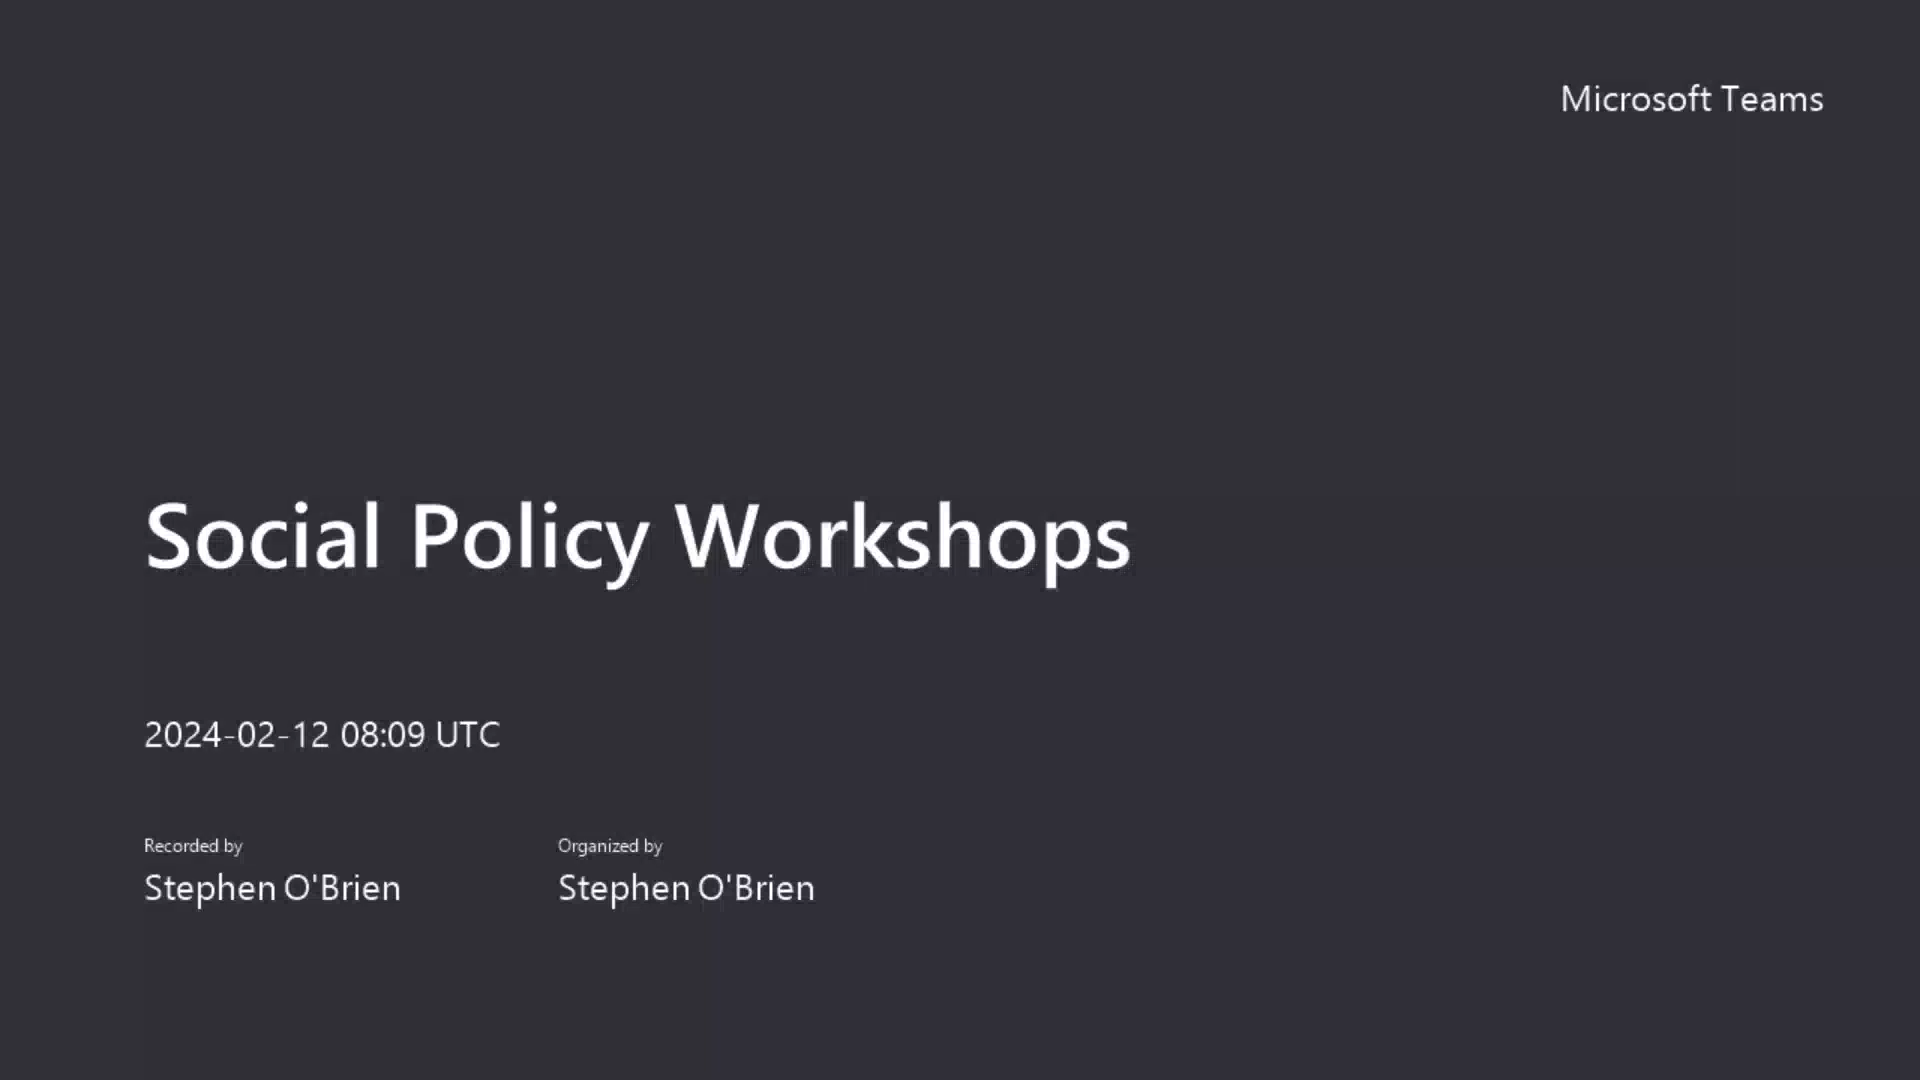 Microsoft Teams
Social Policy Workshops
2024-02-12 08:09 UTC
Recorded by
Stephen O'Brien
Organized by
Stephen O'Brien